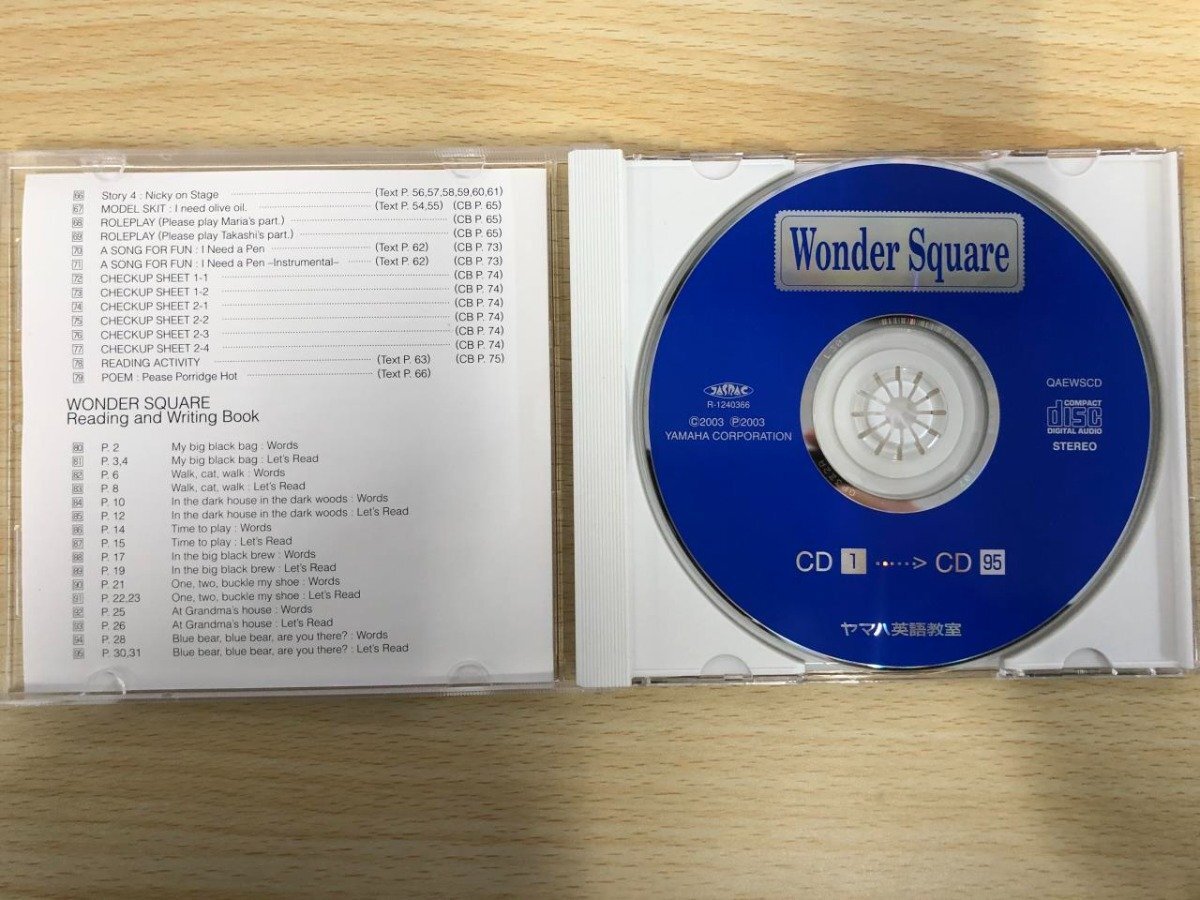 66 Story 4 : Nicky on Stage (Text P. 56,57,58,59,60,61)
67 MODEL SKIT : I need olive oil. (Text P. 54,55) (CB P. 65)
68 ROLEPLAY (Please play Maria's part.) (CB P. 65)
69 ROLEPLAY (Please play Takashi's part.) (CB P. 65)
70 A SONG FOR FUN : I Need a Pen (Text P. 62) (CB P. 73)
71 A SONG FOR FUN : I Need a Pen –Instrumental– (Text P. 62) (CB P. 73)
72 CHECKUP SHEET 1-1 (CB P. 74)
73 CHECKUP SHEET 1-2 (CB P. 74)
74 CHECKUP SHEET 2-1 (CB P. 74)
75 CHECKUP SHEET 2-2 (CB P. 74)
76 CHECKUP SHEET 2-3 (CB P. 74)
77 CHECKUP SHEET 2-4 (CB P. 74)
78 READING ACTIVITY (Text P. 63) (CB P. 75)
79 POEM : Pease Porridge Hot (Text P. 66)
WONDER SQUARE
Reading and Writing Book
80 P. 2 My big black bag : Words
81 P. 3,4 My big black bag : Let's Read
82 P. 6 Walk, cat, walk : Words
83 P. 8 Walk, cat, walk : Let's Read
84 P. 10 In the dark house in the dark woods : Words
85 P. 12 In the dark house in the dark woods : Let's Read
86 P. 14 Time to play : Words
87 P. 15 Time to play : Let's Read
88 P. 17 In the big black brew : Words
89 P. 19 In the big black brew : Let's Read
90 P. 21 One, two, buckle my shoe : Words
91 P. 22,23 One, two, buckle my shoe : Let's Read
92 P. 25 At Grandma's house : Words
93 P. 26 At Grandma's house : Let's Read
94 P. 28 Blue bear, blue bear, are you there? : Words
95 P. 30,31 Blue bear, blue bear, are you there? : Let's Read
Wonder Square
JASRAC
R-1240366
©2003 ℗2003
YAMAHA CORPORATION
QAEWSCD
COMPACT
disc
DIGITAL AUDIO
STEREO
CD 1 ·····> CD 95
ヤマハ英語教室